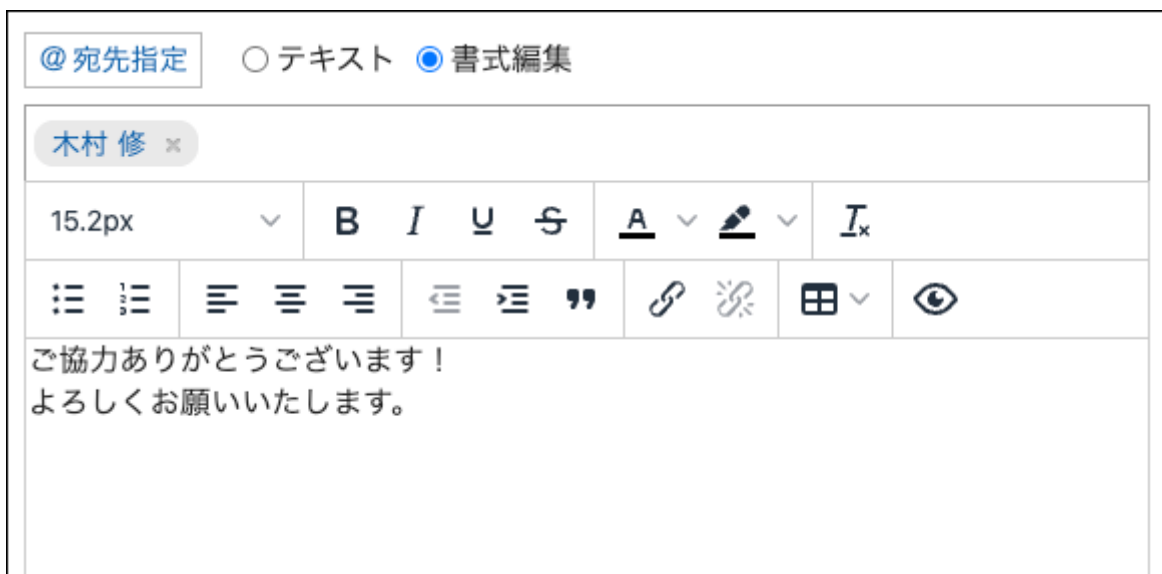 @宛先指定 テキスト 書式編集
木村 修 ×
15.2px B I U S A Tx
ご協力ありがとうございます！
よろしくお願いいたします。